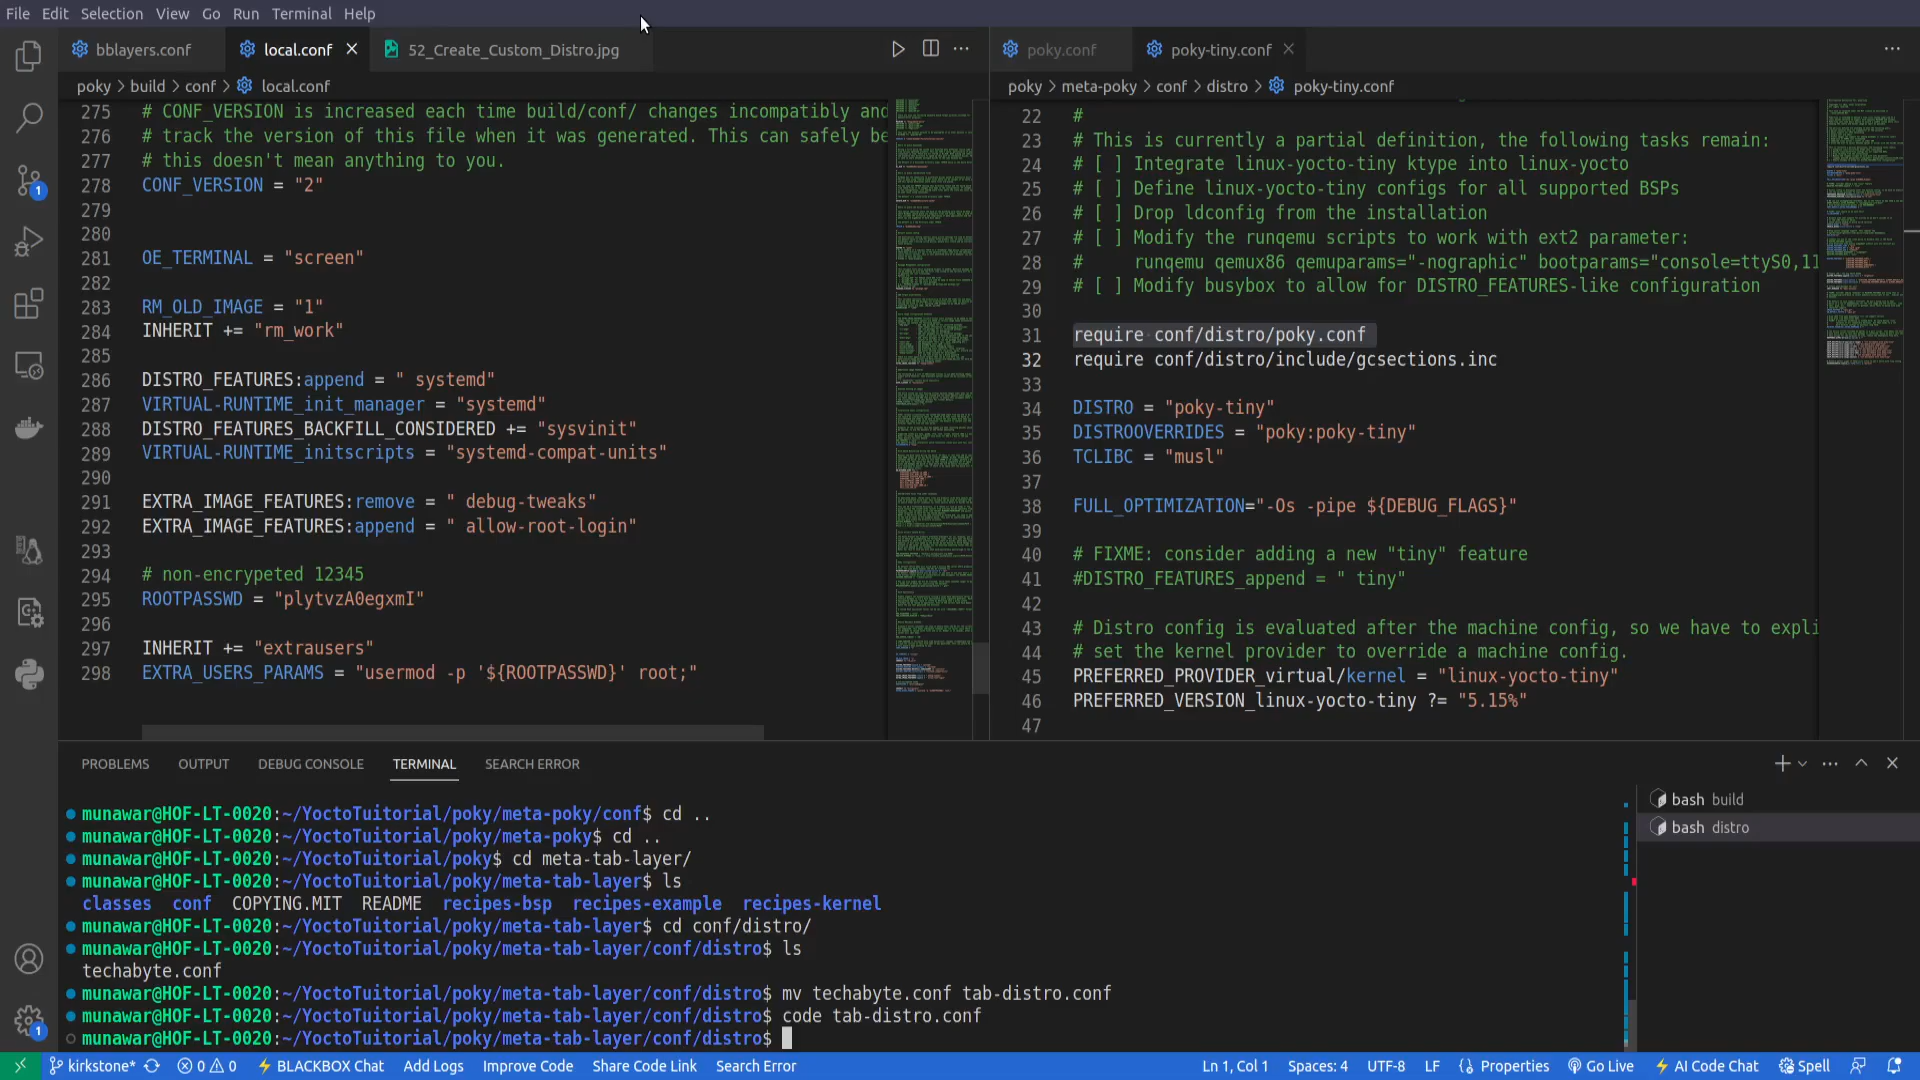 File Edit Selection View Go Run Terminal Help
bblayers.conf
local.conf
52_Create_Custom_Distro.jpg
poky > build > conf > local.conf
275 # CONF_VERSION is increased each time build/conf/ changes incompatibly and
276 # track the version of this file when it was generated. This can safely be
277 # this doesn't mean anything to you.
278 CONF_VERSION = "2"
279
280
281 OE_TERMINAL = "screen"
282
283 RM_OLD_IMAGE = "1"
284 INHERIT += "rm_work"
285
286 DISTRO_FEATURES:append = " systemd"
287 VIRTUAL-RUNTIME_init_manager = "systemd"
288 DISTRO_FEATURES_BACKFILL_CONSIDERED += "sysvinit"
289 VIRTUAL-RUNTIME_initscripts = "systemd-compat-units"
290
291 EXTRA_IMAGE_FEATURES:remove = " debug-tweaks"
292 EXTRA_IMAGE_FEATURES:append = " allow-root-login"
293
294 # non-encrypeted 12345
295 ROOTPASSWD = "plytvzA0egxmI"
296
297 INHERIT += "extrausers"
298 EXTRA_USERS_PARAMS = "usermod -p '${ROOTPASSWD}' root;"
poky.conf
poky-tiny.conf
poky > meta-poky > conf > distro > poky-tiny.conf
22 #
23 # This is currently a partial definition, the following tasks remain:
24 # [ ] Integrate linux-yocto-tiny ktype into linux-yocto
25 # [ ] Define linux-yocto-tiny configs for all supported BSPs
26 # [ ] Drop ldconfig from the installation
27 # [ ] Modify the runqemu scripts to work with ext2 parameter:
28 #     runqemu qemux86 qemuparams="-nographic" bootparams="console=ttyS0,11
29 # [ ] Modify busybox to allow for DISTRO_FEATURES-like configuration
30
31 require conf/distro/poky.conf
32 require conf/distro/include/gcsections.inc
33
34 DISTRO = "poky-tiny"
35 DISTROOVERRIDES = "poky:poky-tiny"
36 TCLIBC = "musl"
37
38 FULL_OPTIMIZATION="-Os -pipe ${DEBUG_FLAGS}"
39
40 # FIXME: consider adding a new "tiny" feature
41 #DISTRO_FEATURES_append = " tiny"
42
43 # Distro config is evaluated after the machine config, so we have to expli
44 # set the kernel provider to override a machine config.
45 PREFERRED_PROVIDER_virtual/kernel = "linux-yocto-tiny"
46 PREFERRED_VERSION_linux-yocto-tiny ?= "5.15%"
47
1
PROBLEMS OUTPUT DEBUG CONSOLE TERMINAL SEARCH ERROR
munawar@HOF-LT-0020:~/YoctoTuitorial/poky/meta-poky/conf$ cd ..
munawar@HOF-LT-0020:~/YoctoTuitorial/poky/meta-poky$ cd ..
munawar@HOF-LT-0020:~/YoctoTuitorial/poky$ cd meta-tab-layer/
munawar@HOF-LT-0020:~/YoctoTuitorial/poky/meta-tab-layer$ ls
classes conf COPYING.MIT README recipes-bsp recipes-example recipes-kernel
munawar@HOF-LT-0020:~/YoctoTuitorial/poky/meta-tab-layer$ cd conf/distro/
munawar@HOF-LT-0020:~/YoctoTuitorial/poky/meta-tab-layer/conf/distro$ ls
techabyte.conf
munawar@HOF-LT-0020:~/YoctoTuitorial/poky/meta-tab-layer/conf/distro$ mv techabyte.conf tab-distro.conf
munawar@HOF-LT-0020:~/YoctoTuitorial/poky/meta-tab-layer/conf/distro$ code tab-distro.conf
munawar@HOF-LT-0020:~/YoctoTuitorial/poky/meta-tab-layer/conf/distro$
bash build
bash distro
1
kirkstone* 0 0 BLACKBOX Chat Add Logs Improve Code Share Code Link Search Error Ln 1, Col 1 Spaces: 4 UTF-8 LF Properties Go Live AI Code Chat Spell